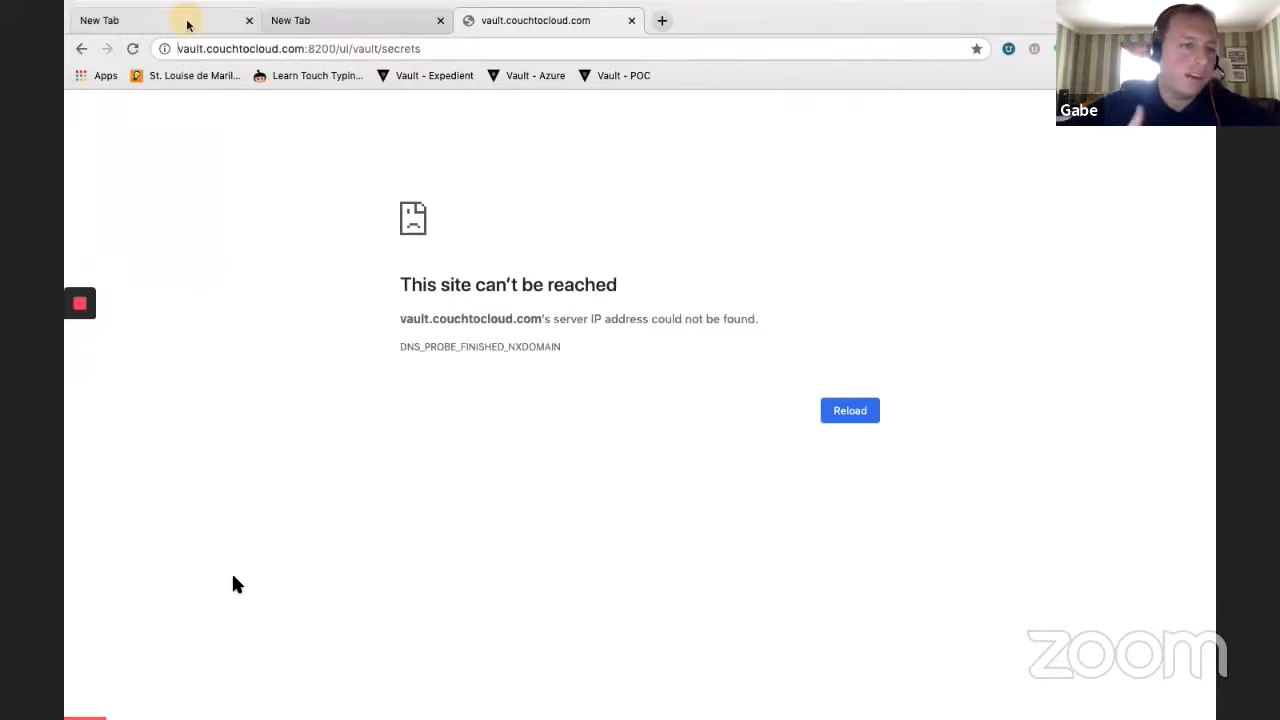 New Tab
New Tab
vault.couchtocloud.com
vault.couchtocloud.com:8200/ui/vault/secrets
Apps
St. Louise de Maril...
Learn Touch Typin...
Vault - Expedient
Vault - Azure
Vault - POC
Gabe
This site can't be reached
vault.couchtocloud.com's server IP address could not be found.
DNS_PROBE_FINISHED_NXDOMAIN
Reload
zoom